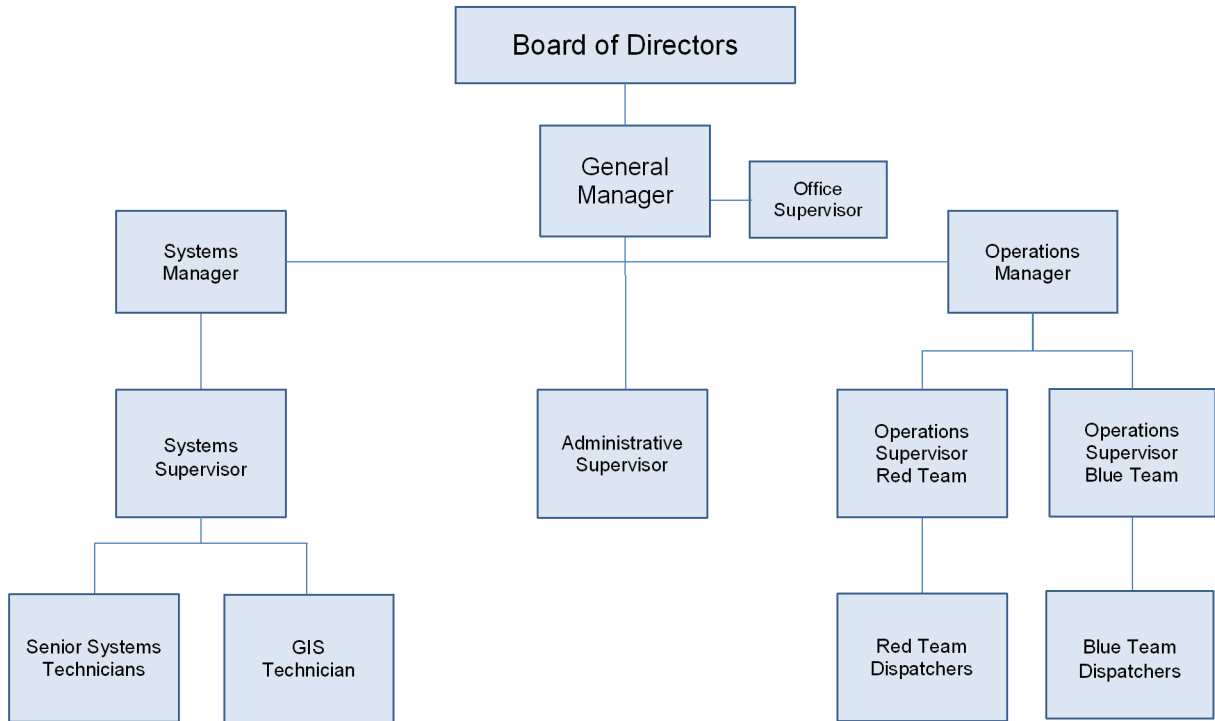 Board of Directors
General
Manager
Office
Supervisor
Systems
Manager
Operations
Manager
Systems
Supervisor
Administrative
Supervisor
Operations
Supervisor
Red Team
Operations
Supervisor
Blue Team
Senior Systems
Technicians
GIS
Technician
Red Team
Dispatchers
Blue Team
Dispatchers